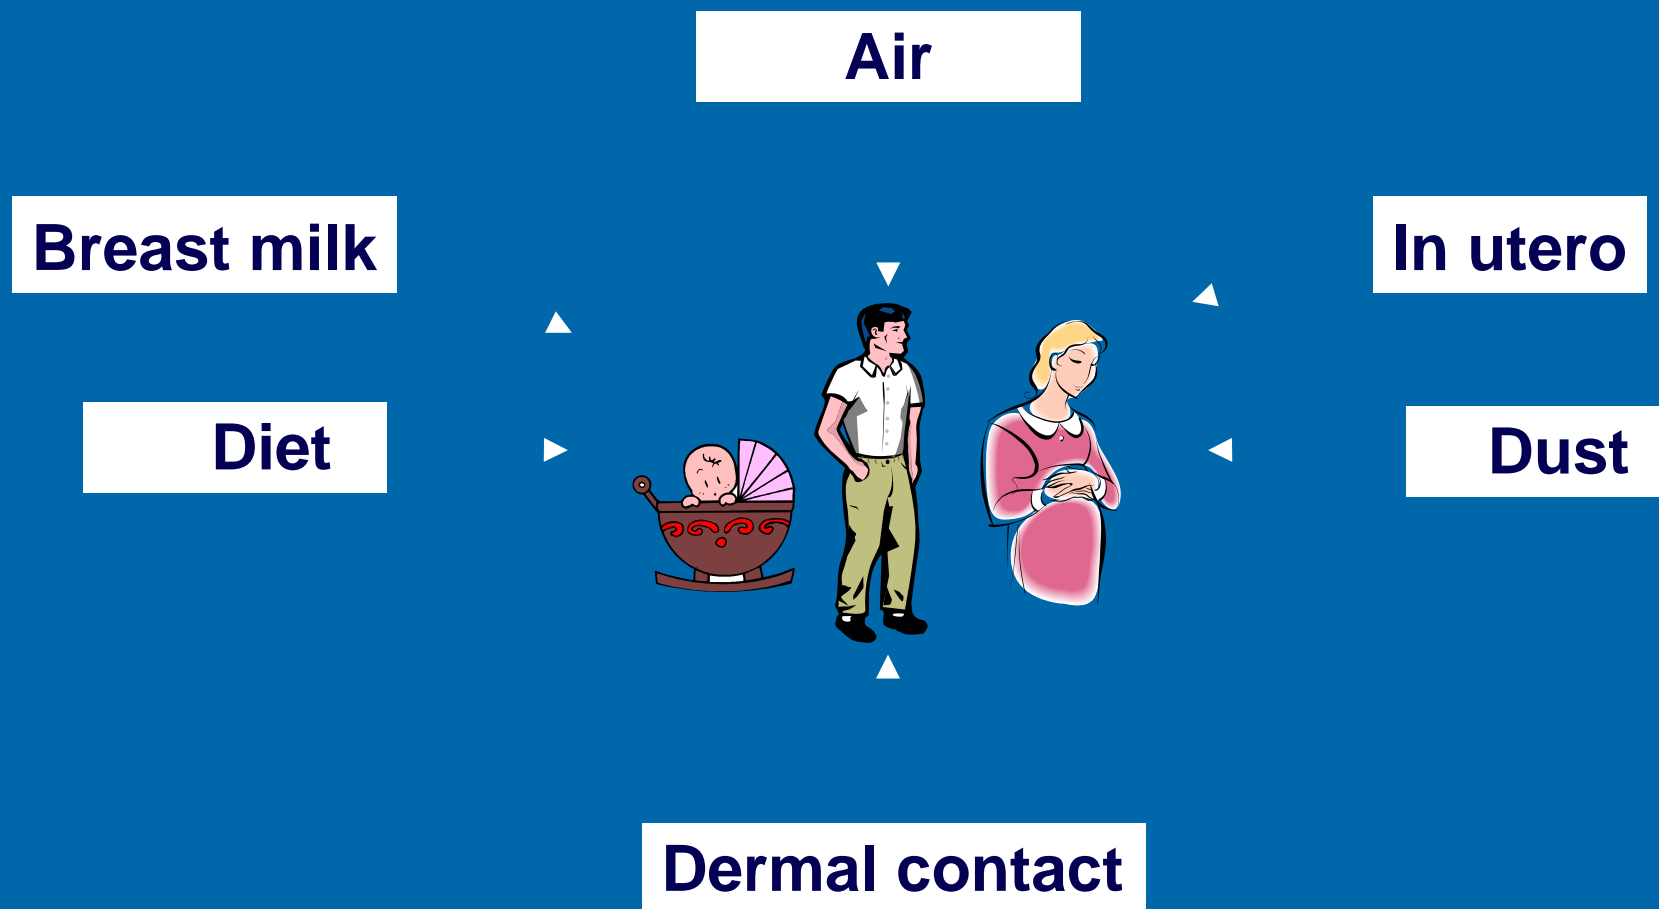 Air
Breast milk
In utero
Diet
Dust
Dermal contact